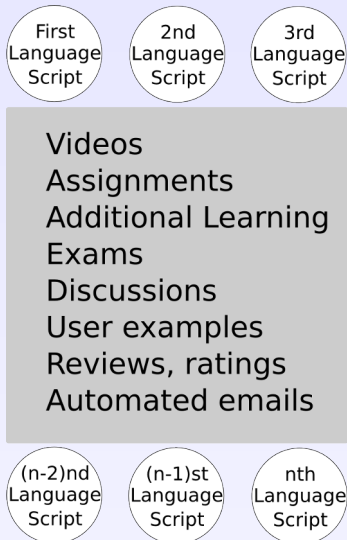 First
Language
Script
2nd
Language
Script
3rd
Language
Script
Videos
Assignments
Additional Learning
Exams
Discussions
User examples
Reviews, ratings
Automated emails
(n-2)nd
Language
Script
(n-1)st
Language
Script
nth
Language
Script